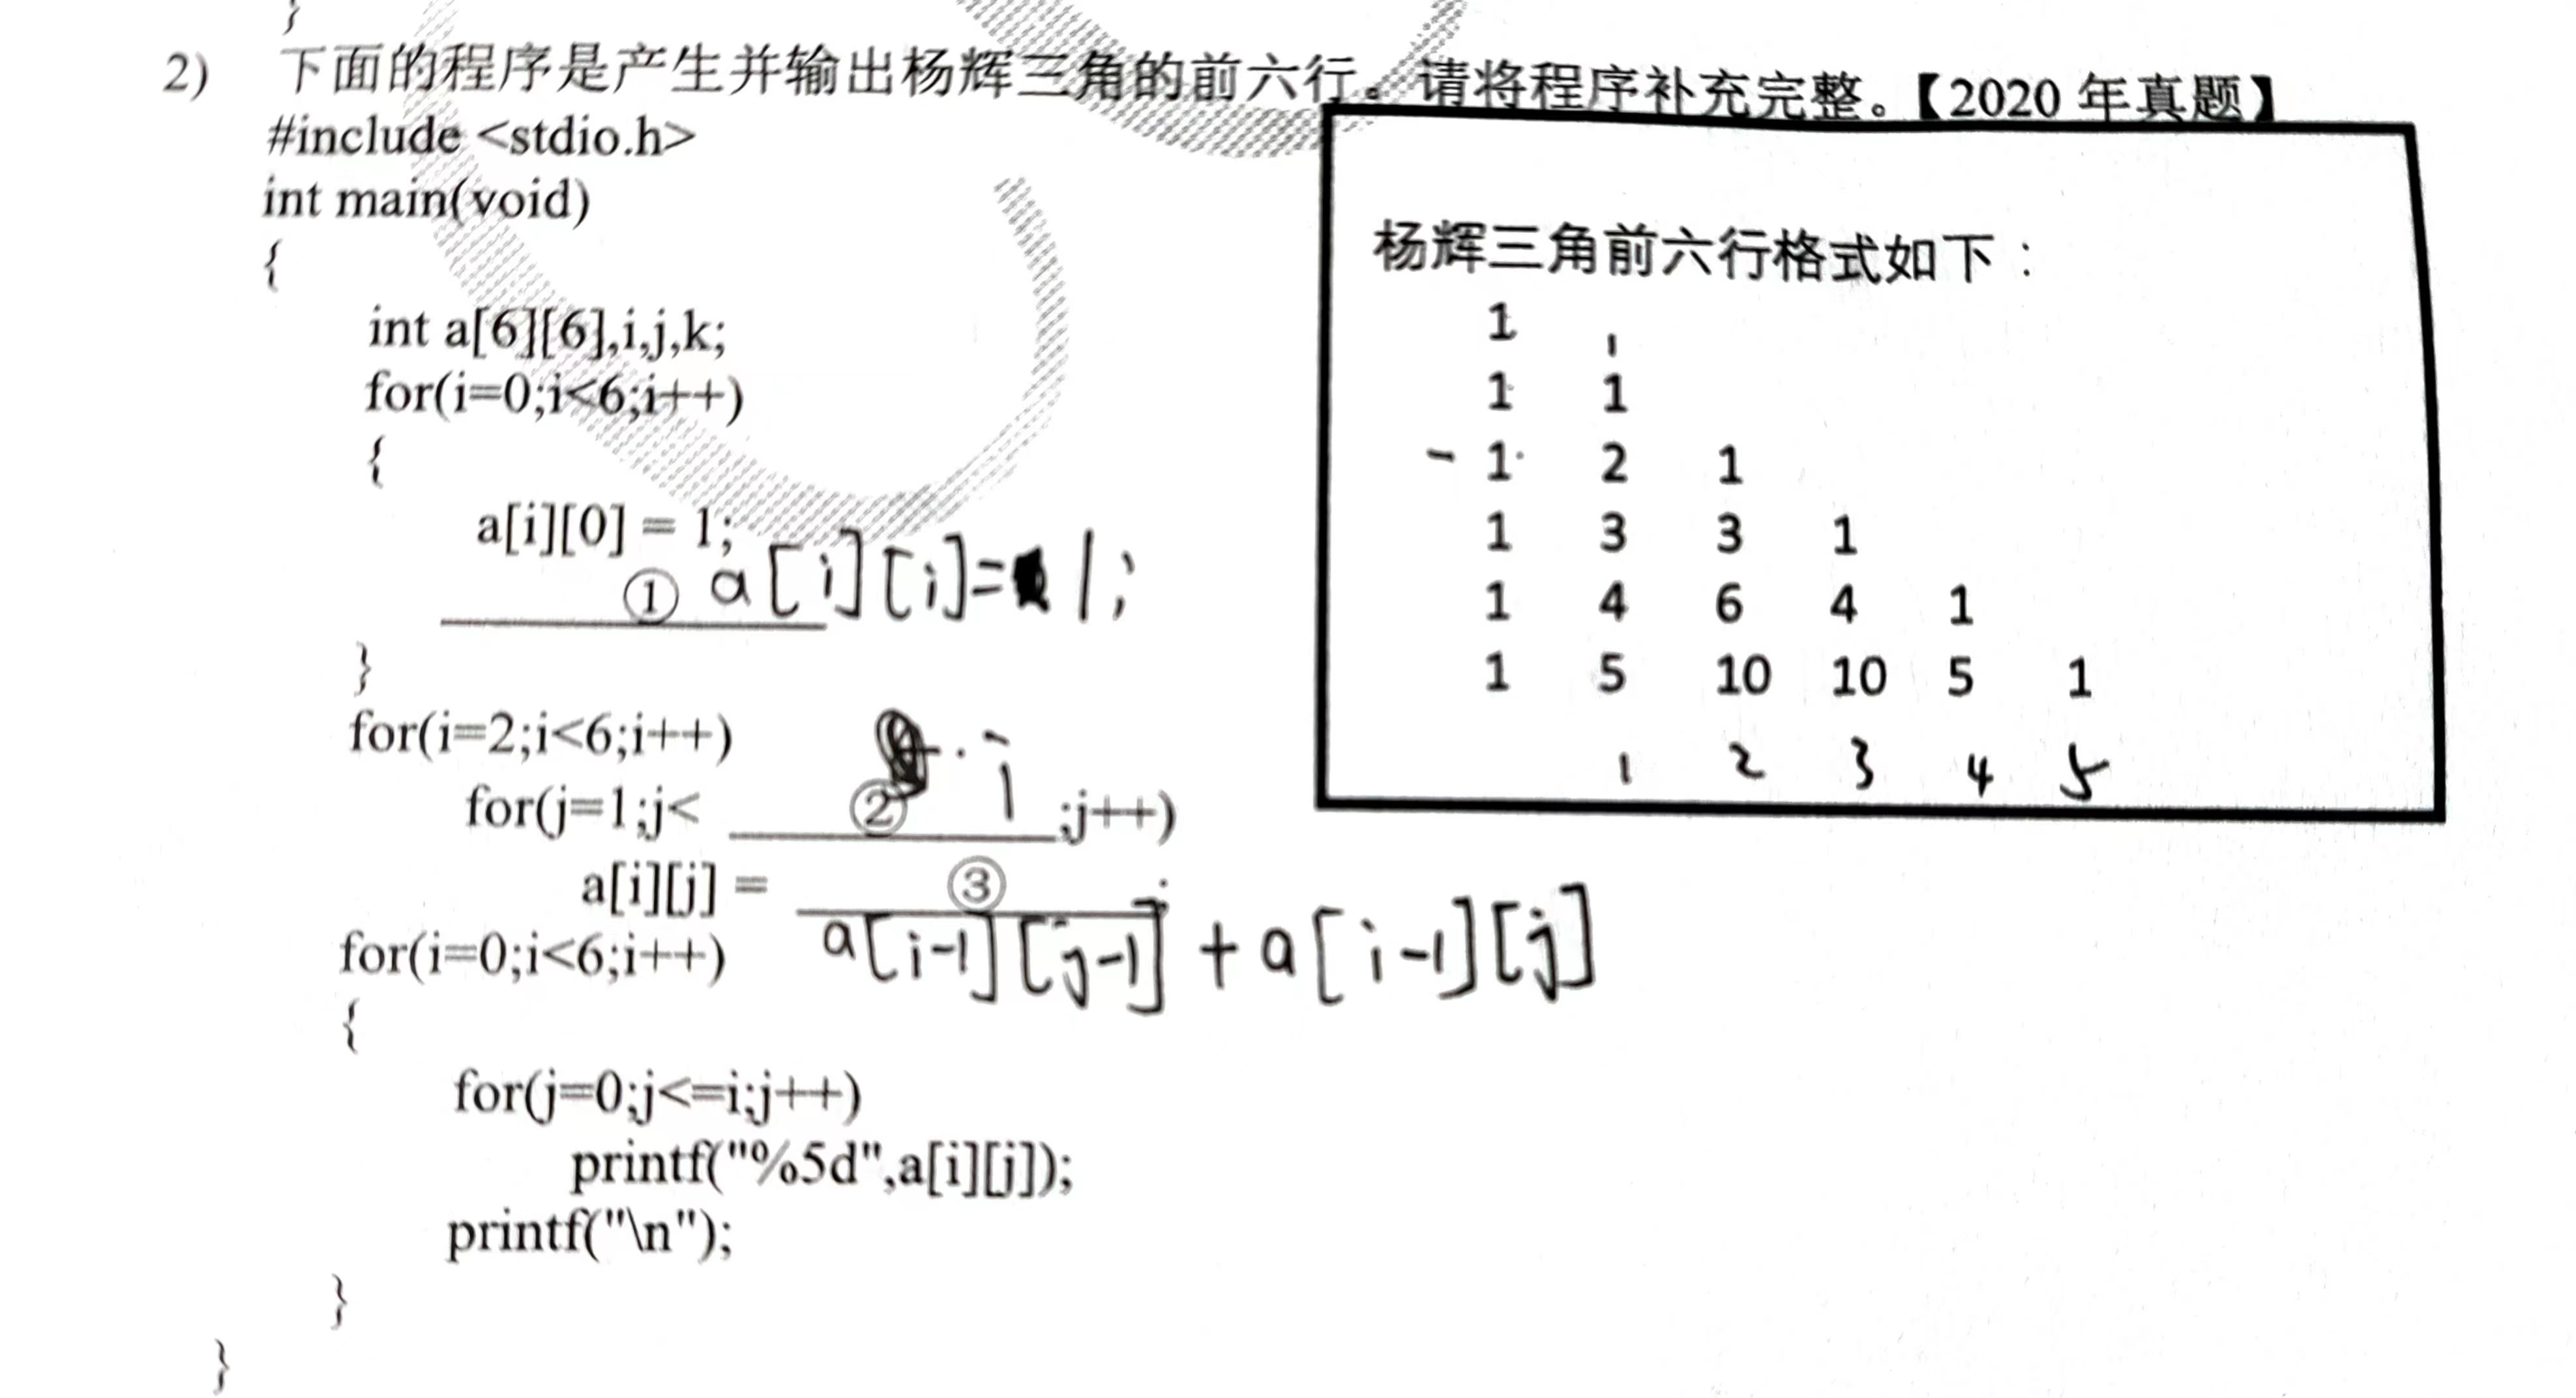 }
2) 下面的程序是产生并输出杨辉三角的前六行。请将程序补充完整。【2020 年真题】
#include <stdio.h>
int main(void)
{
int a[6][6],i,j,k;
for(i=0;i<6;i++)
{
a[i][0] = 1;
① a[i][i]= 1;
}
for(i=2;i<6;i++)
for(j=1;j< ② i ;j++)
a[i][j] = ③ ;
a[i-1][j-1] + a[i-1][j]
for(i=0;i<6;i++)
{
for(j=0;j<=i;j++)
printf("%5d",a[i][j]);
printf("\n");
}
}
杨辉三角前六行格式如下:
1
1 1
1 2 1
1 3 3 1
1 4 6 4 1
1 5 10 10 5 1
1 2 3 4 5